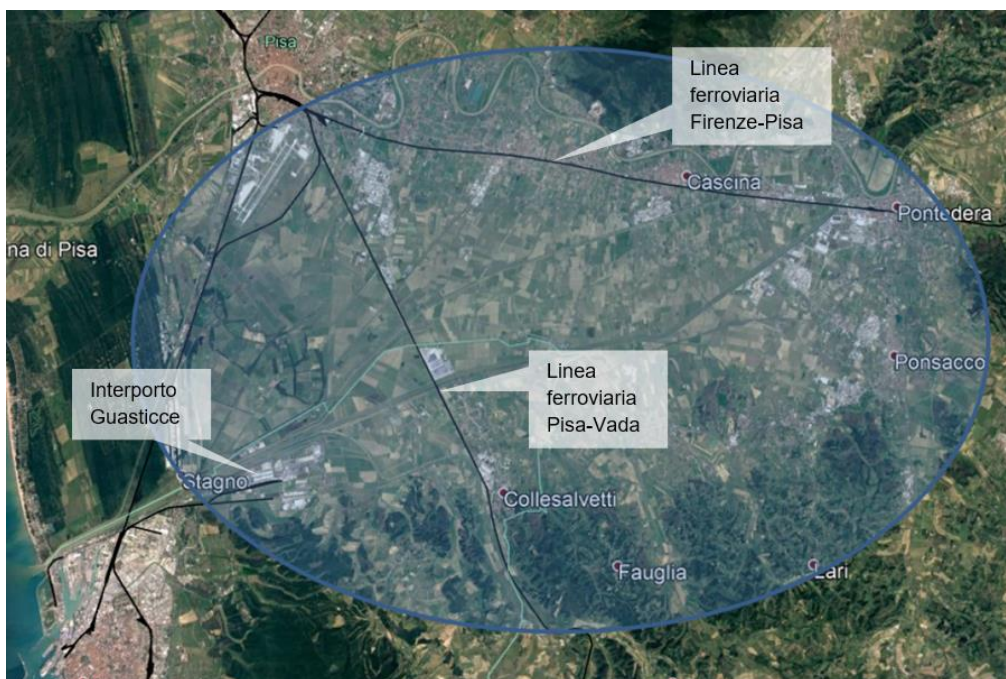 Pisa
Linea
ferroviaria
Firenze-Pisa
Cascina
Pontedera
na di Pisa
Ponsacco
Interporto
Guasticce
Linea
ferroviaria
Pisa-Vada
Stagno
Collesalvetti
Fauglia
Lari